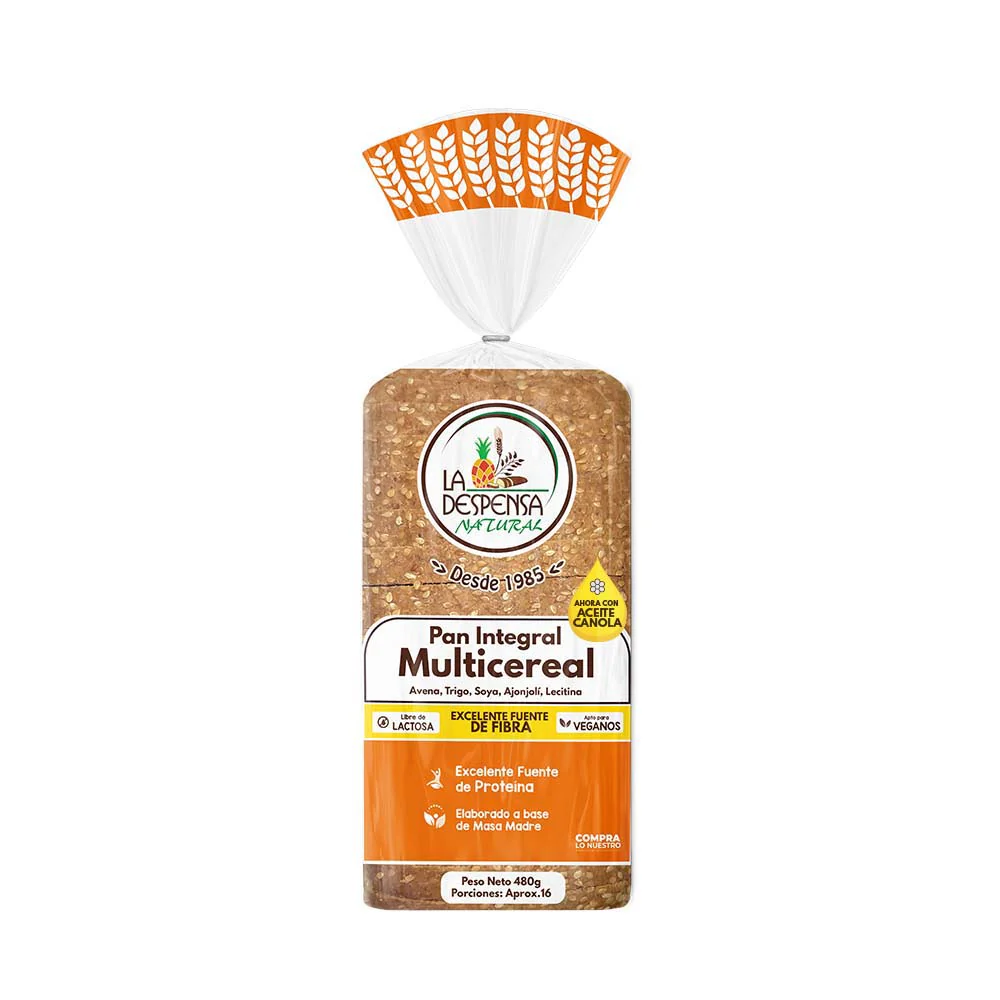 LA
DESPENSA
NATURAL
Desde 1985
AHORA CON
ACEITE
CANOLA
Pan Integral
Multicereal
Avena, Trigo, Soya, Ajonjolí, Lecitina
Libre de
LACTOSA
EXCELENTE FUENTE
DE FIBRA
Apto para
VEGANOS
Excelente Fuente
de Proteína
Elaborado a base
de Masa Madre
COMPRA
LO NUESTRO
Peso Neto 480g
Porciones: Aprox.16